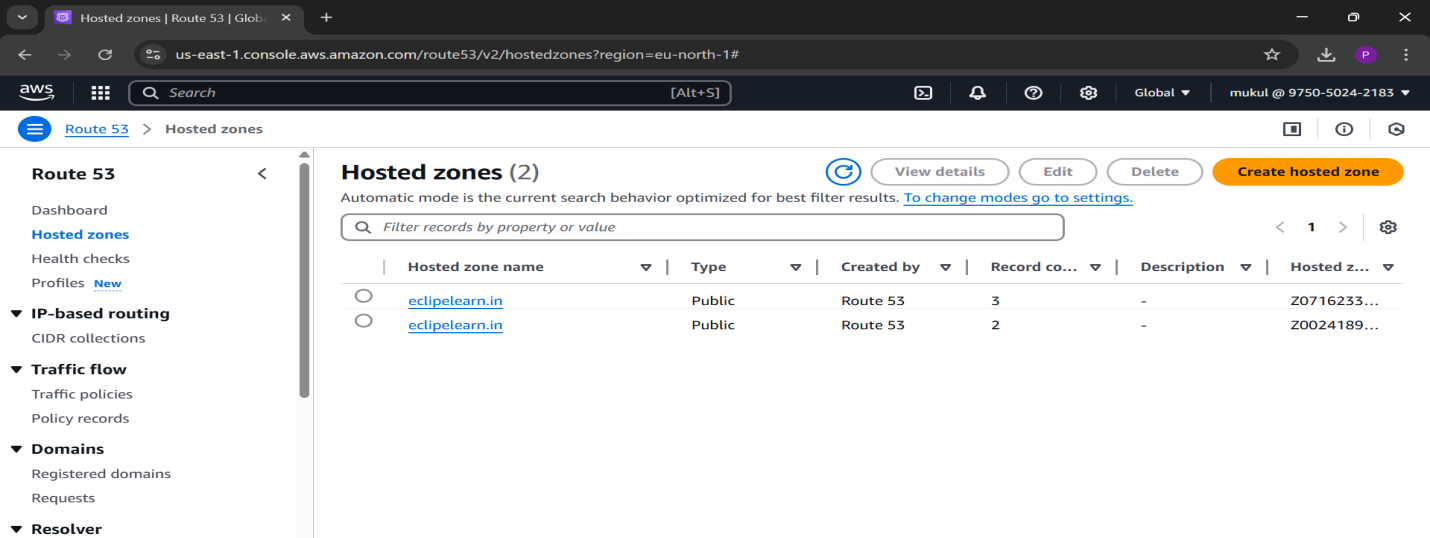 Hosted zones | Route 53 | Glob
us-east-1.console.aws.amazon.com/route53/v2/hostedzones?region=eu-north-1#
P
aws
Search
[Alt+S]
Global
mukul @ 9750-5024-2183
Route 53 > Hosted zones
Route 53
Dashboard
Hosted zones
Health checks
Profiles New
IP-based routing
CIDR collections
Traffic flow
Traffic policies
Policy records
Domains
Registered domains
Requests
Resolver
Hosted zones (2)
View details
Edit
Delete
Create hosted zone
Automatic mode is the current search behavior optimized for best filter results. To change modes go to settings.
Filter records by property or value
1
Hosted zone name Type Created by Record co... Description Hosted z...
eclipelearn.in Public Route 53 3 - Z0716233...
eclipelearn.in Public Route 53 2 - Z0024189...